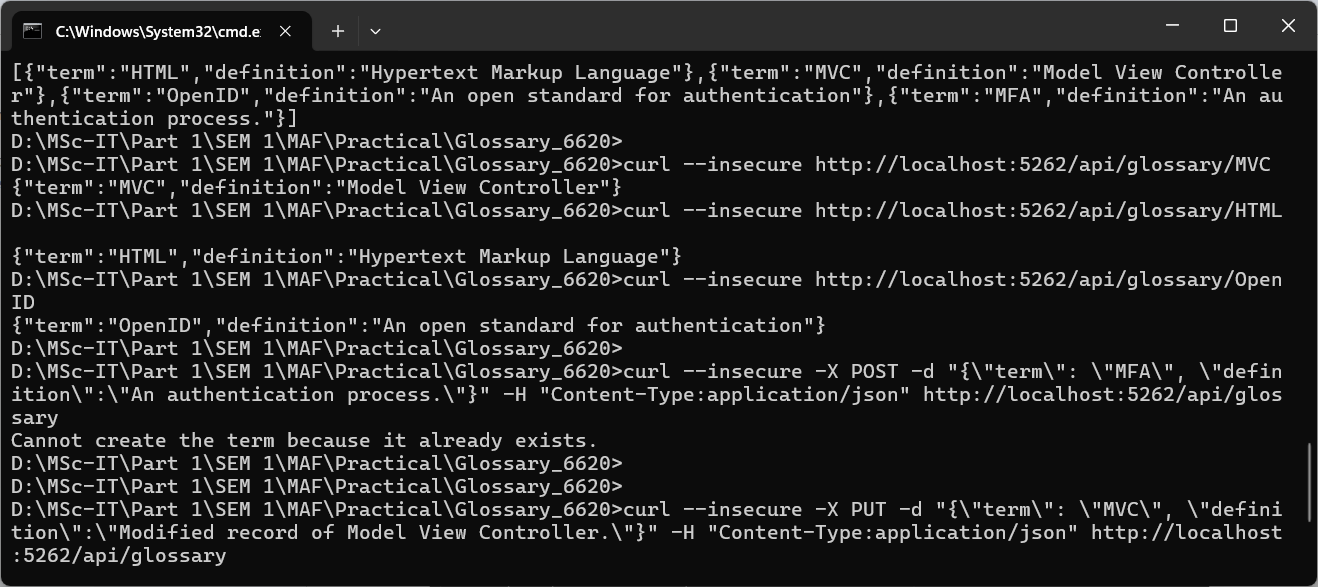 C:\Windows\System32\cmd.e
[{"term":"HTML","definition":"Hypertext Markup Language"},{"term":"MVC","definition":"Model View Controlle
r"},{"term":"OpenID","definition":"An open standard for authentication"},{"term":"MFA","definition":"An au
thentication process."}]
D:\MSc-IT\Part 1\SEM 1\MAF\Practical\Glossary_6620>
D:\MSc-IT\Part 1\SEM 1\MAF\Practical\Glossary_6620>curl --insecure http://localhost:5262/api/glossary/MVC
{"term":"MVC","definition":"Model View Controller"}
D:\MSc-IT\Part 1\SEM 1\MAF\Practical\Glossary_6620>curl --insecure http://localhost:5262/api/glossary/HTML
{"term":"HTML","definition":"Hypertext Markup Language"}
D:\MSc-IT\Part 1\SEM 1\MAF\Practical\Glossary_6620>curl --insecure http://localhost:5262/api/glossary/Open
ID
{"term":"OpenID","definition":"An open standard for authentication"}
D:\MSc-IT\Part 1\SEM 1\MAF\Practical\Glossary_6620>
D:\MSc-IT\Part 1\SEM 1\MAF\Practical\Glossary_6620>curl --insecure -X POST -d "{\"term\": \"MFA\", \"defin
ition\":\"An authentication process.\"}" -H "Content-Type:application/json" http://localhost:5262/api/glos
sary
Cannot create the term because it already exists.
D:\MSc-IT\Part 1\SEM 1\MAF\Practical\Glossary_6620>
D:\MSc-IT\Part 1\SEM 1\MAF\Practical\Glossary_6620>
D:\MSc-IT\Part 1\SEM 1\MAF\Practical\Glossary_6620>curl --insecure -X PUT -d "{\"term\": \"MVC\", \"defini
tion\":\"Modified record of Model View Controller.\"}" -H "Content-Type:application/json" http://localhost
:5262/api/glossary